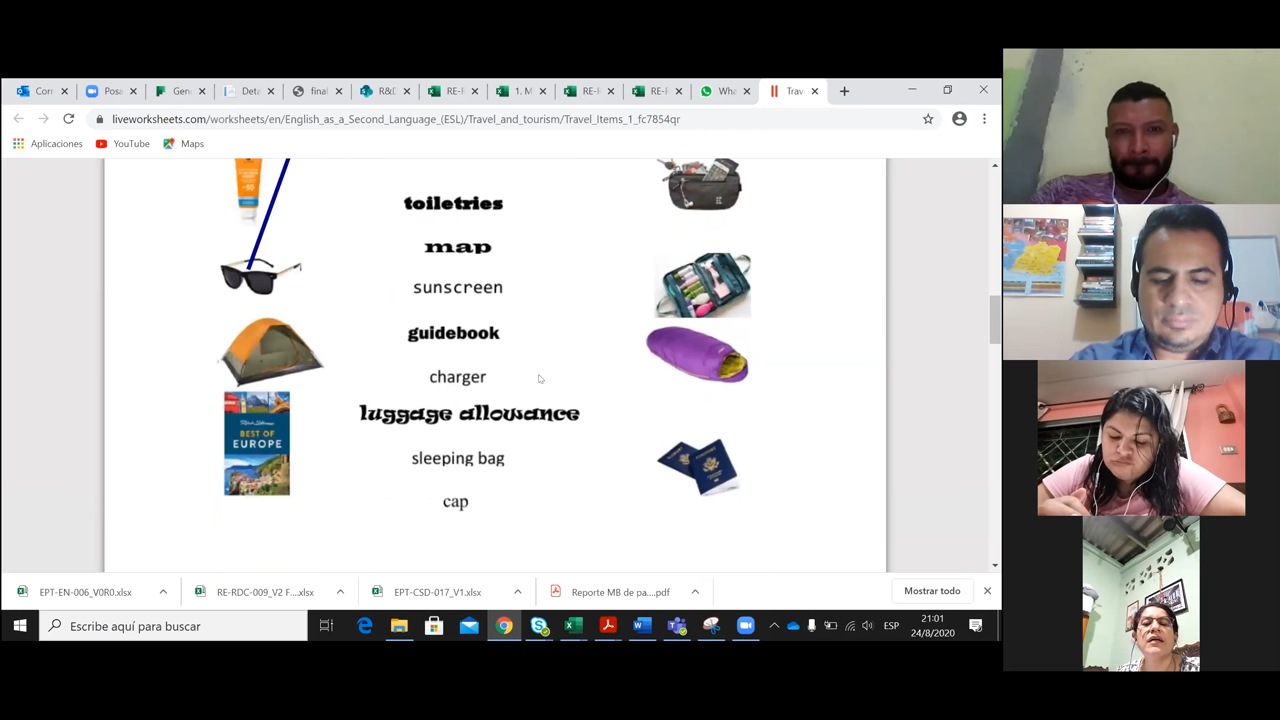 Corr
Posa
Gene
Deta
final
R&D
RE-F
1. M
RE-F
RE-F
Wha
Trav
liveworksheets.com/worksheets/en/English_as_a_Second_Language_(ESL)/Travel_and_tourism/Travel_Items_1_fc7854qr
Aplicaciones
YouTube
Maps
toiletries
map
sunscreen
guidebook
charger
luggage allowance
sleeping bag
cap
BEST OF
EUROPE
EPT-EN-006_V0R0.xlsx
RE-RDC-009_V2 F....xlsx
EPT-CSD-017_V1.xlsx
Reporte MB de pa....pdf
Mostrar todo
Escribe aquí para buscar
ESP
21:01
24/8/2020